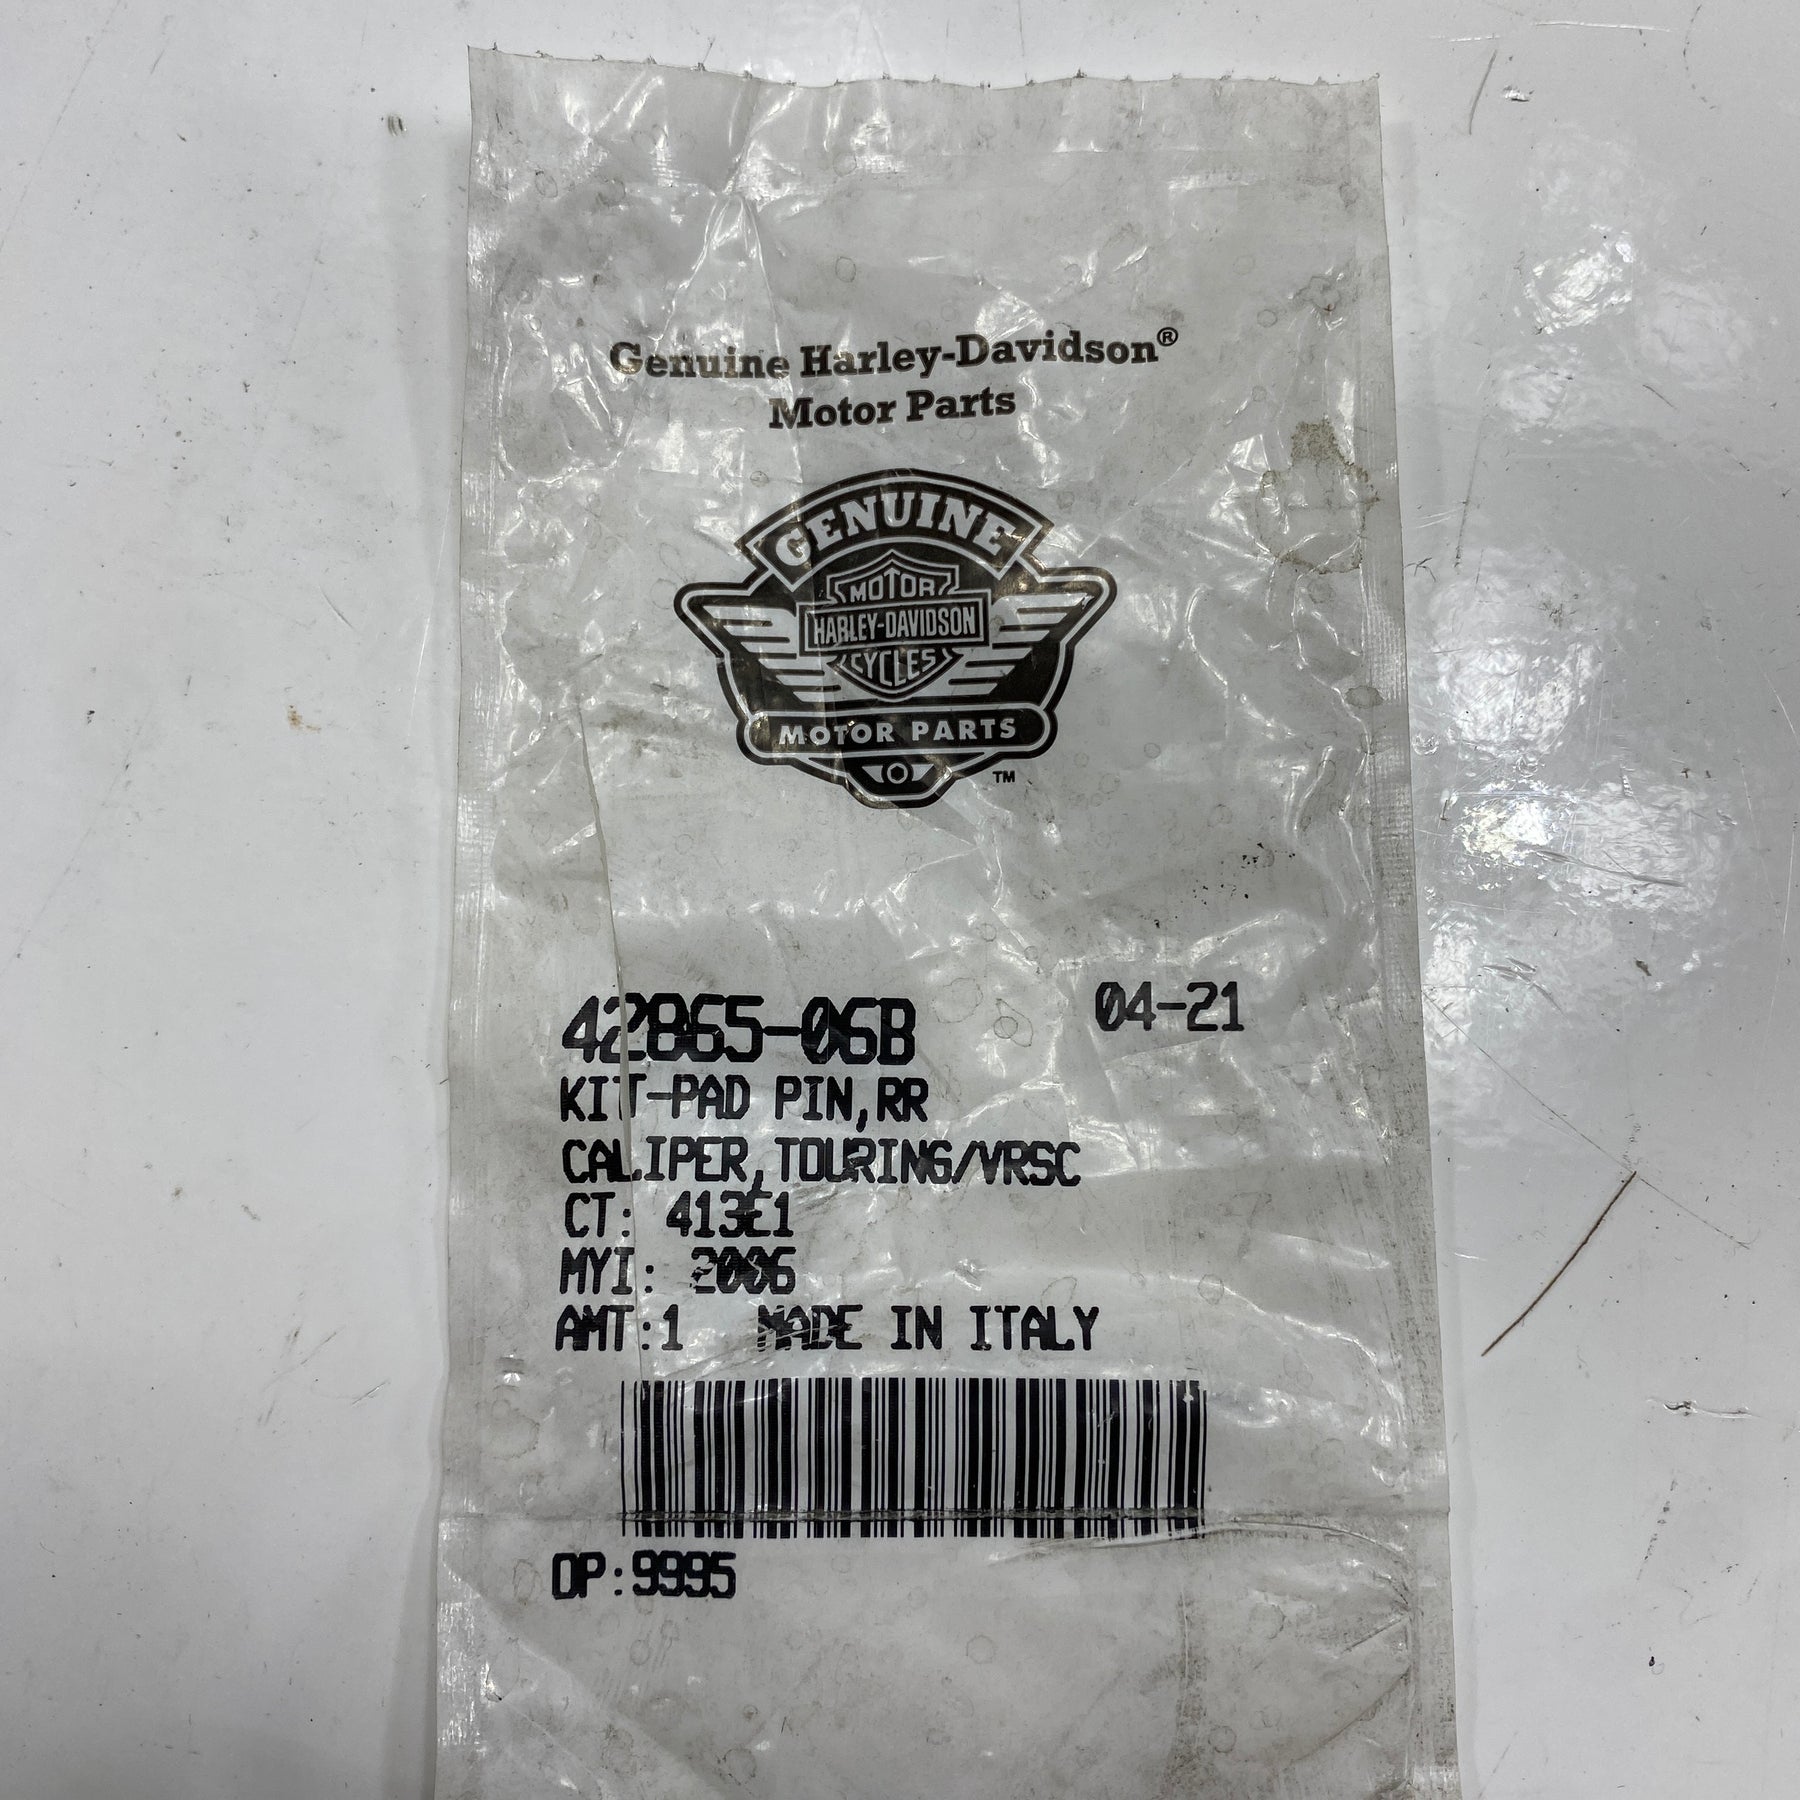 Genuine Harley-Davidson®
Motor Parts
GENUINE
MOTOR
HARLEY-DAVIDSON
CYCLES
MOTOR PARTS
TM
42865-06B 04-21
KIT-PAD PIN,RR
CALIPER,TOURING/VRSC
CT: 413E1
MYI: 2006
AMT:1 MADE IN ITALY
OP:9995